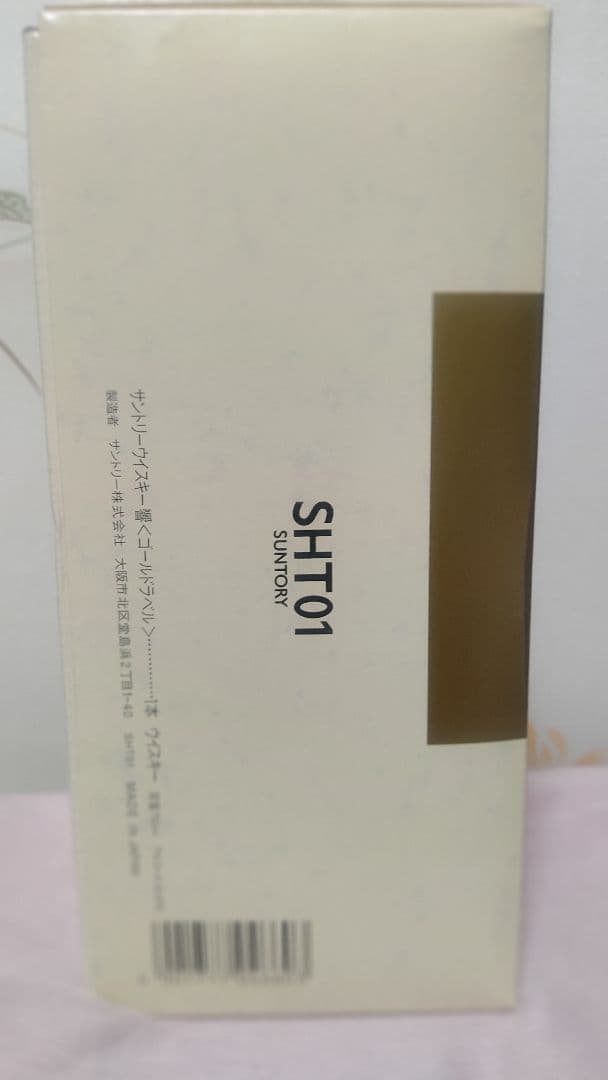 SHT01
SUNTORY
サントリーウイスキー 響<ゴールドラベル>…………1本 ウイスキー
製造者 サントリー株式会社 大阪市北区堂島浜2丁目1-40 SHT01 MADE IN JAPAN